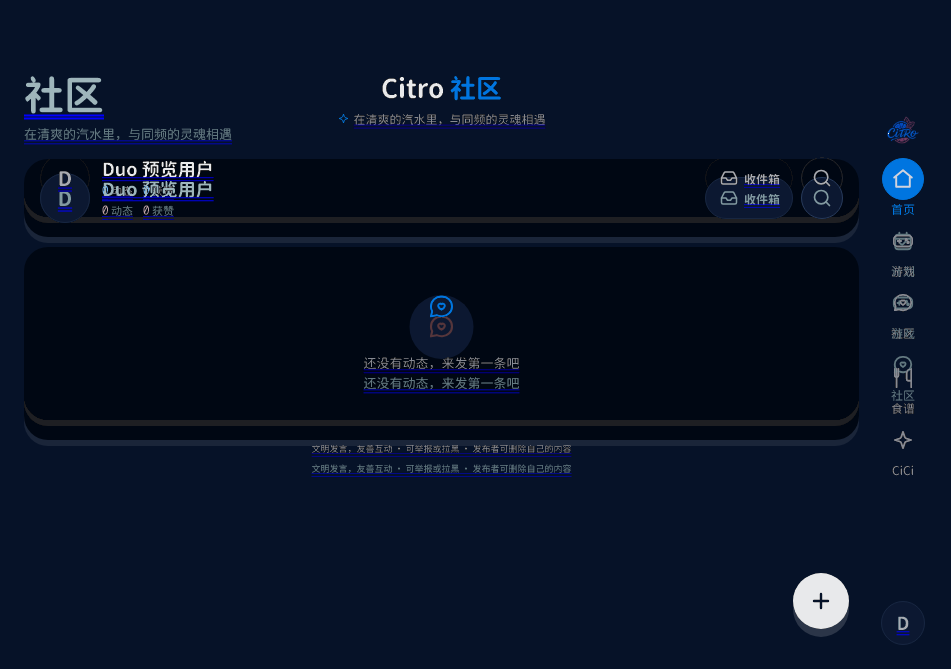 社区
在清爽的汽水里，与同频的灵魂相遇
Citro 社区
在清爽的汽水里，与同频的灵魂相遇
D
D
Duo 预览用户
Duo 预览用户
0 动态 0 获赞
收件箱
收件箱
还没有动态，来发第一条吧
还没有动态，来发第一条吧
文明发言，友善互动 · 可举报或拉黑 · 发布者可删除自己的内容
文明发言，友善互动 · 可举报或拉黑 · 发布者可删除自己的内容
Citro
首页
社区
食谱
CiCi
D